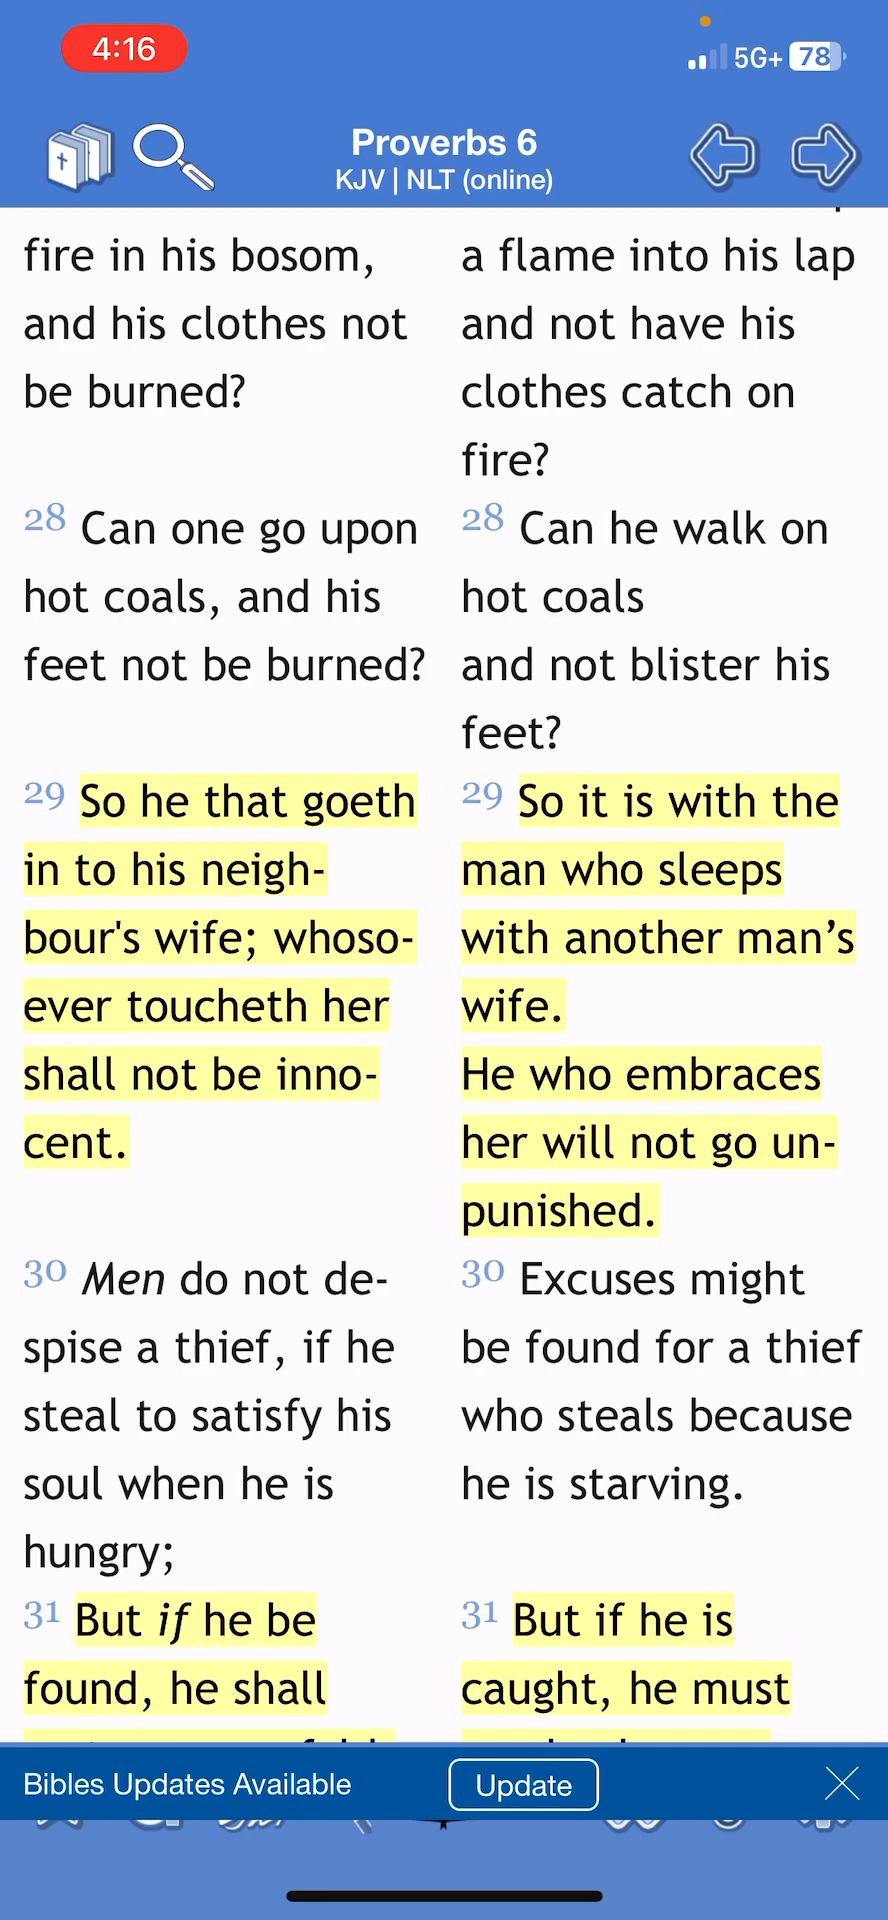 4:16
5G+ 78
Proverbs 6
KJV | NLT (online)
fire in his bosom,
and his clothes not
be burned?
28 Can one go upon
hot coals, and his
feet not be burned?
29 So he that goeth
in to his neigh-
bour's wife; whoso-
ever toucheth her
shall not be inno-
cent.
30 Men do not de-
spise a thief, if he
steal to satisfy his
soul when he is
hungry;
31 But if he be
found, he shall
a flame into his lap
and not have his
clothes catch on
fire?
28 Can he walk on
hot coals
and not blister his
feet?
29 So it is with the
man who sleeps
with another man’s
wife.
He who embraces
her will not go un-
punished.
30 Excuses might
be found for a thief
who steals because
he is starving.
31 But if he is
caught, he must
Bibles Updates Available
Update